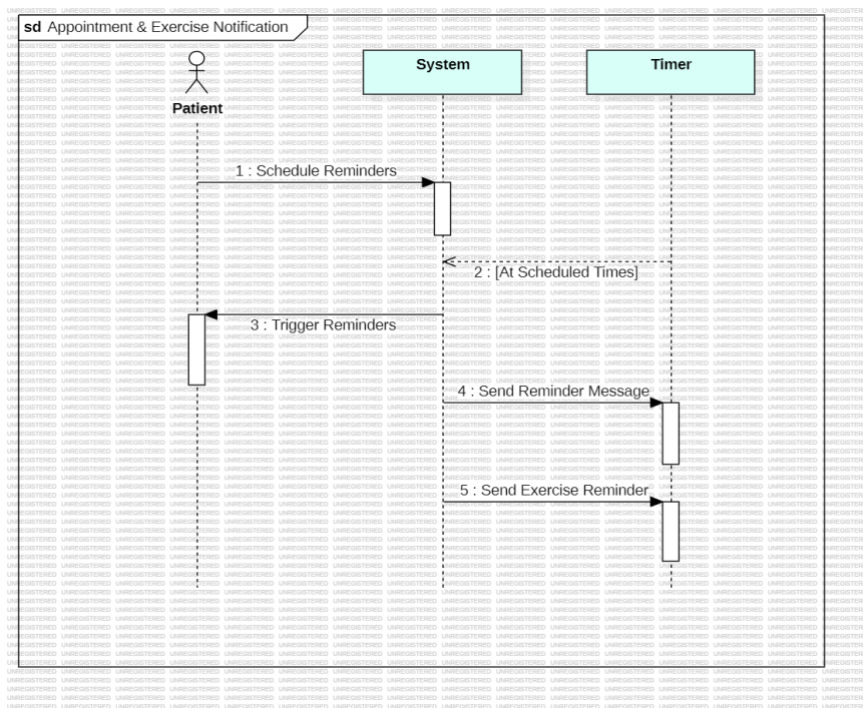 sd Appointment & Exercise Notification
System
Timer
Patient
1 : Schedule Reminders
2 : [At Scheduled Times]
3 : Trigger Reminders
4 : Send Reminder Message
5 : Send Exercise Reminder
UNREGISTERED